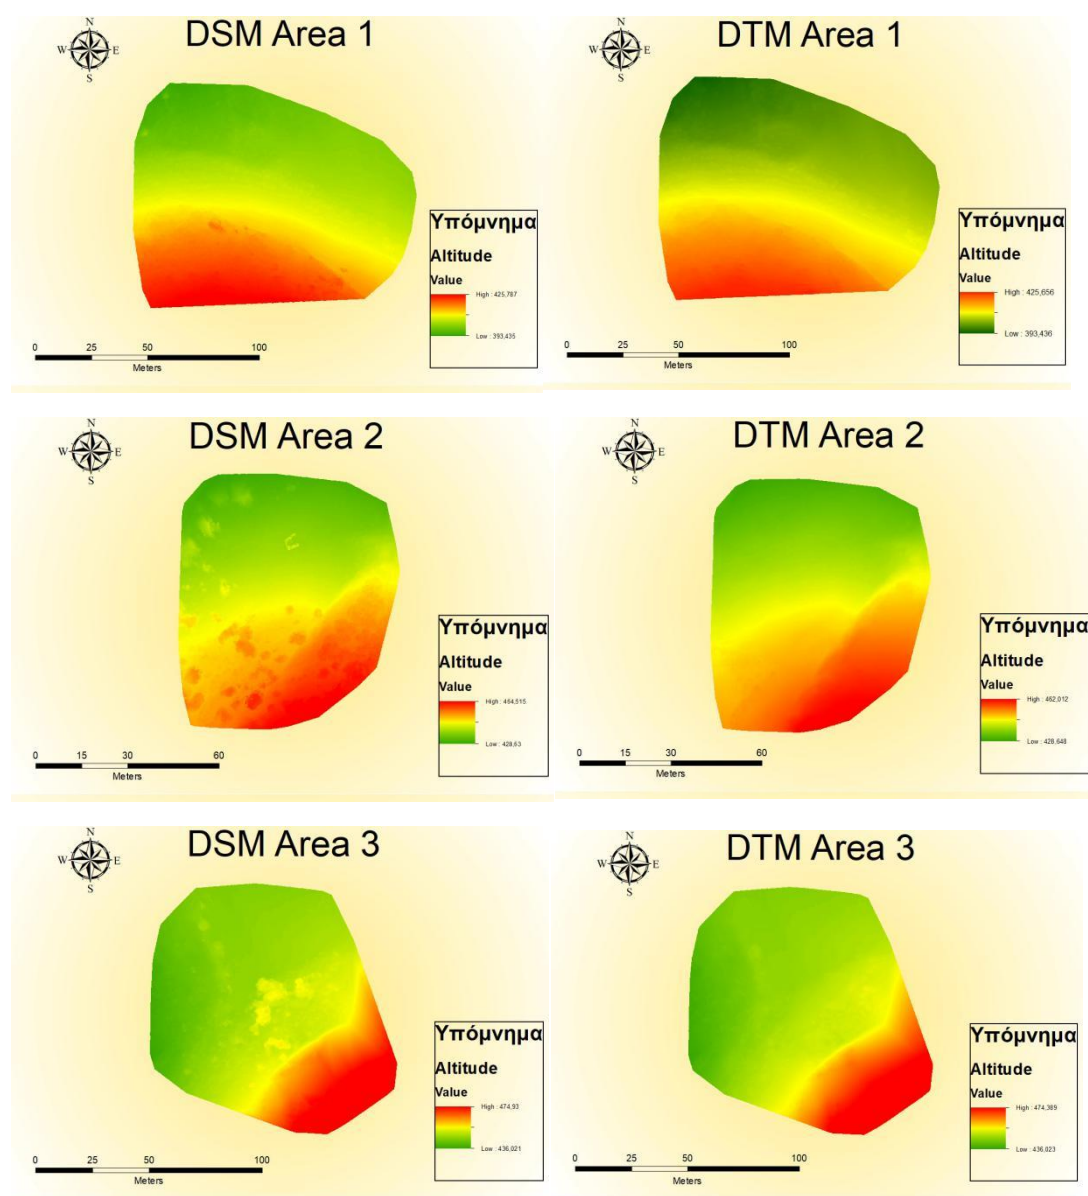 DSM Area 1
N
W E
S
Υπόμνημα
Altitude
Value
High : 425,787
Low : 393,435
0 25 50 100
Meters
DTM Area 1
N
W E
S
Υπόμνημα
Altitude
Value
High : 425,656
Low : 393,436
0 25 50 100
Meters
DSM Area 2
N
W E
S
Υπόμνημα
Altitude
Value
High : 464,515
Low : 428,63
0 15 30 60
Meters
DTM Area 2
N
W E
S
Υπόμνημα
Altitude
Value
High : 462,012
Low : 428,648
0 15 30 60
Meters
DSM Area 3
N
W E
S
Υπόμνημα
Altitude
Value
High : 474,93
Low : 436,021
0 25 50 100
Meters
DTM Area 3
N
W E
S
Υπόμνημα
Altitude
Value
High : 474,389
Low : 436,023
0 25 50 100
Meters